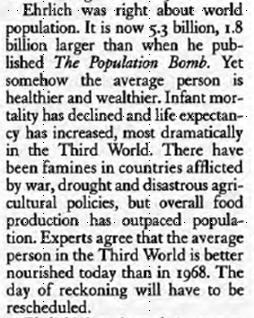 Ehrlich was right about world
population. It is now 5.3 billion, 1.8
billion larger than when he pub-
lished The Population Bomb. Yet
somehow the average person is
healthier and wealthier. Infant mor-
tality has declined and life expectan-
cy has increased, most dramatically
in the Third World. There have
been famines in countries afflicted
by war, drought and disastrous agri-
cultural policies, but overall food
production has outpaced popula-
tion. Experts agree that the average
person in the Third World is better
nourished today than in 1968. The
day of reckoning will have to be
rescheduled.